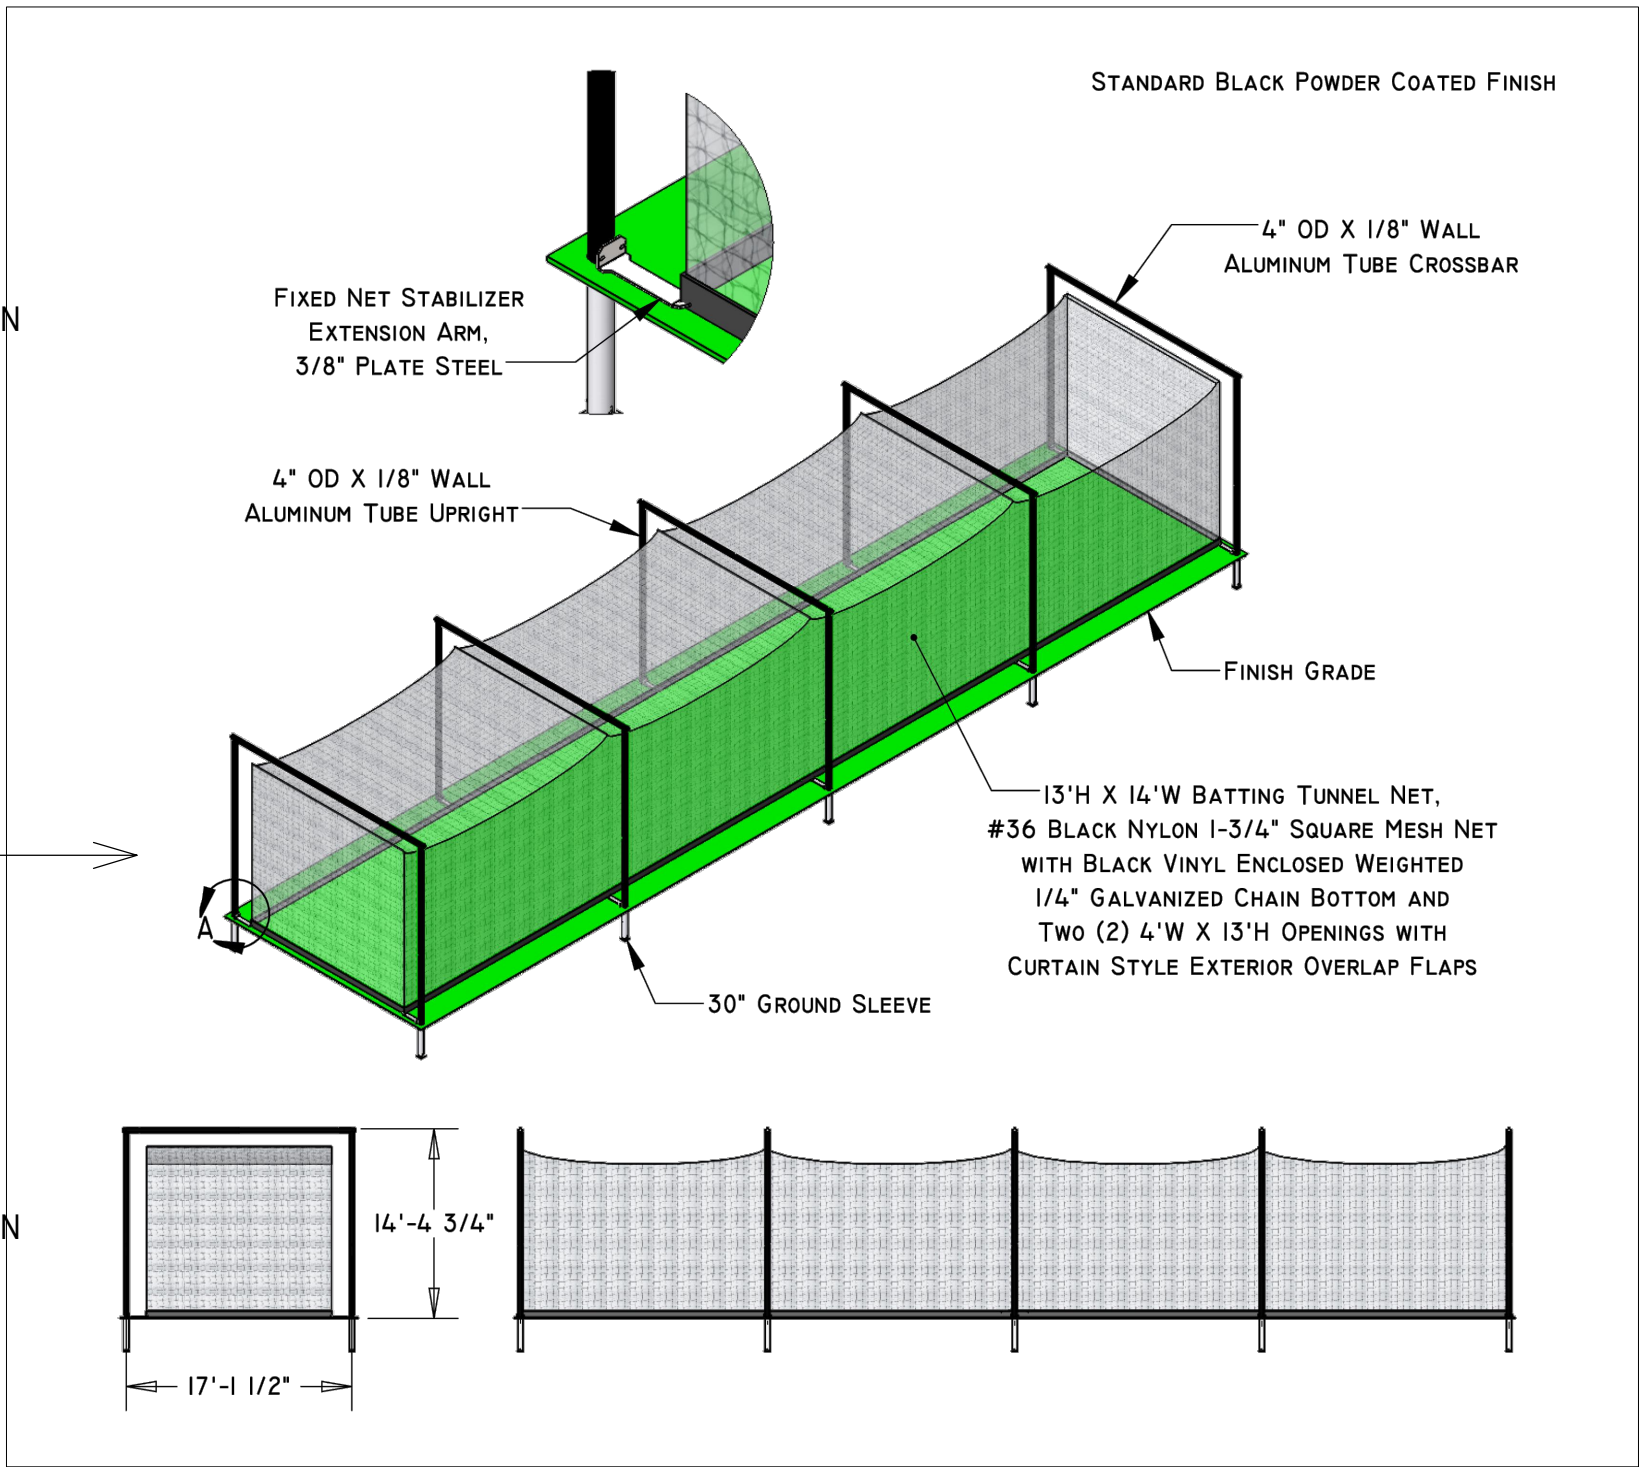 Standard Black Powder Coated Finish
4" OD X 1/8" Wall
Aluminum Tube Crossbar
Fixed Net Stabilizer
Extension Arm,
3/8" Plate Steel
N
4" OD X 1/8" Wall
Aluminum Tube Upright
Finish Grade
13'H X 14'W Batting Tunnel Net,
#36 Black Nylon 1-3/4" Square Mesh Net
with Black Vinyl Enclosed Weighted
1/4" Galvanized Chain Bottom and
Two (2) 4'W X 13'H Openings with
Curtain Style Exterior Overlap Flaps
A
30" Ground Sleeve
14'-4 3/4"
N
17'-1 1/2"